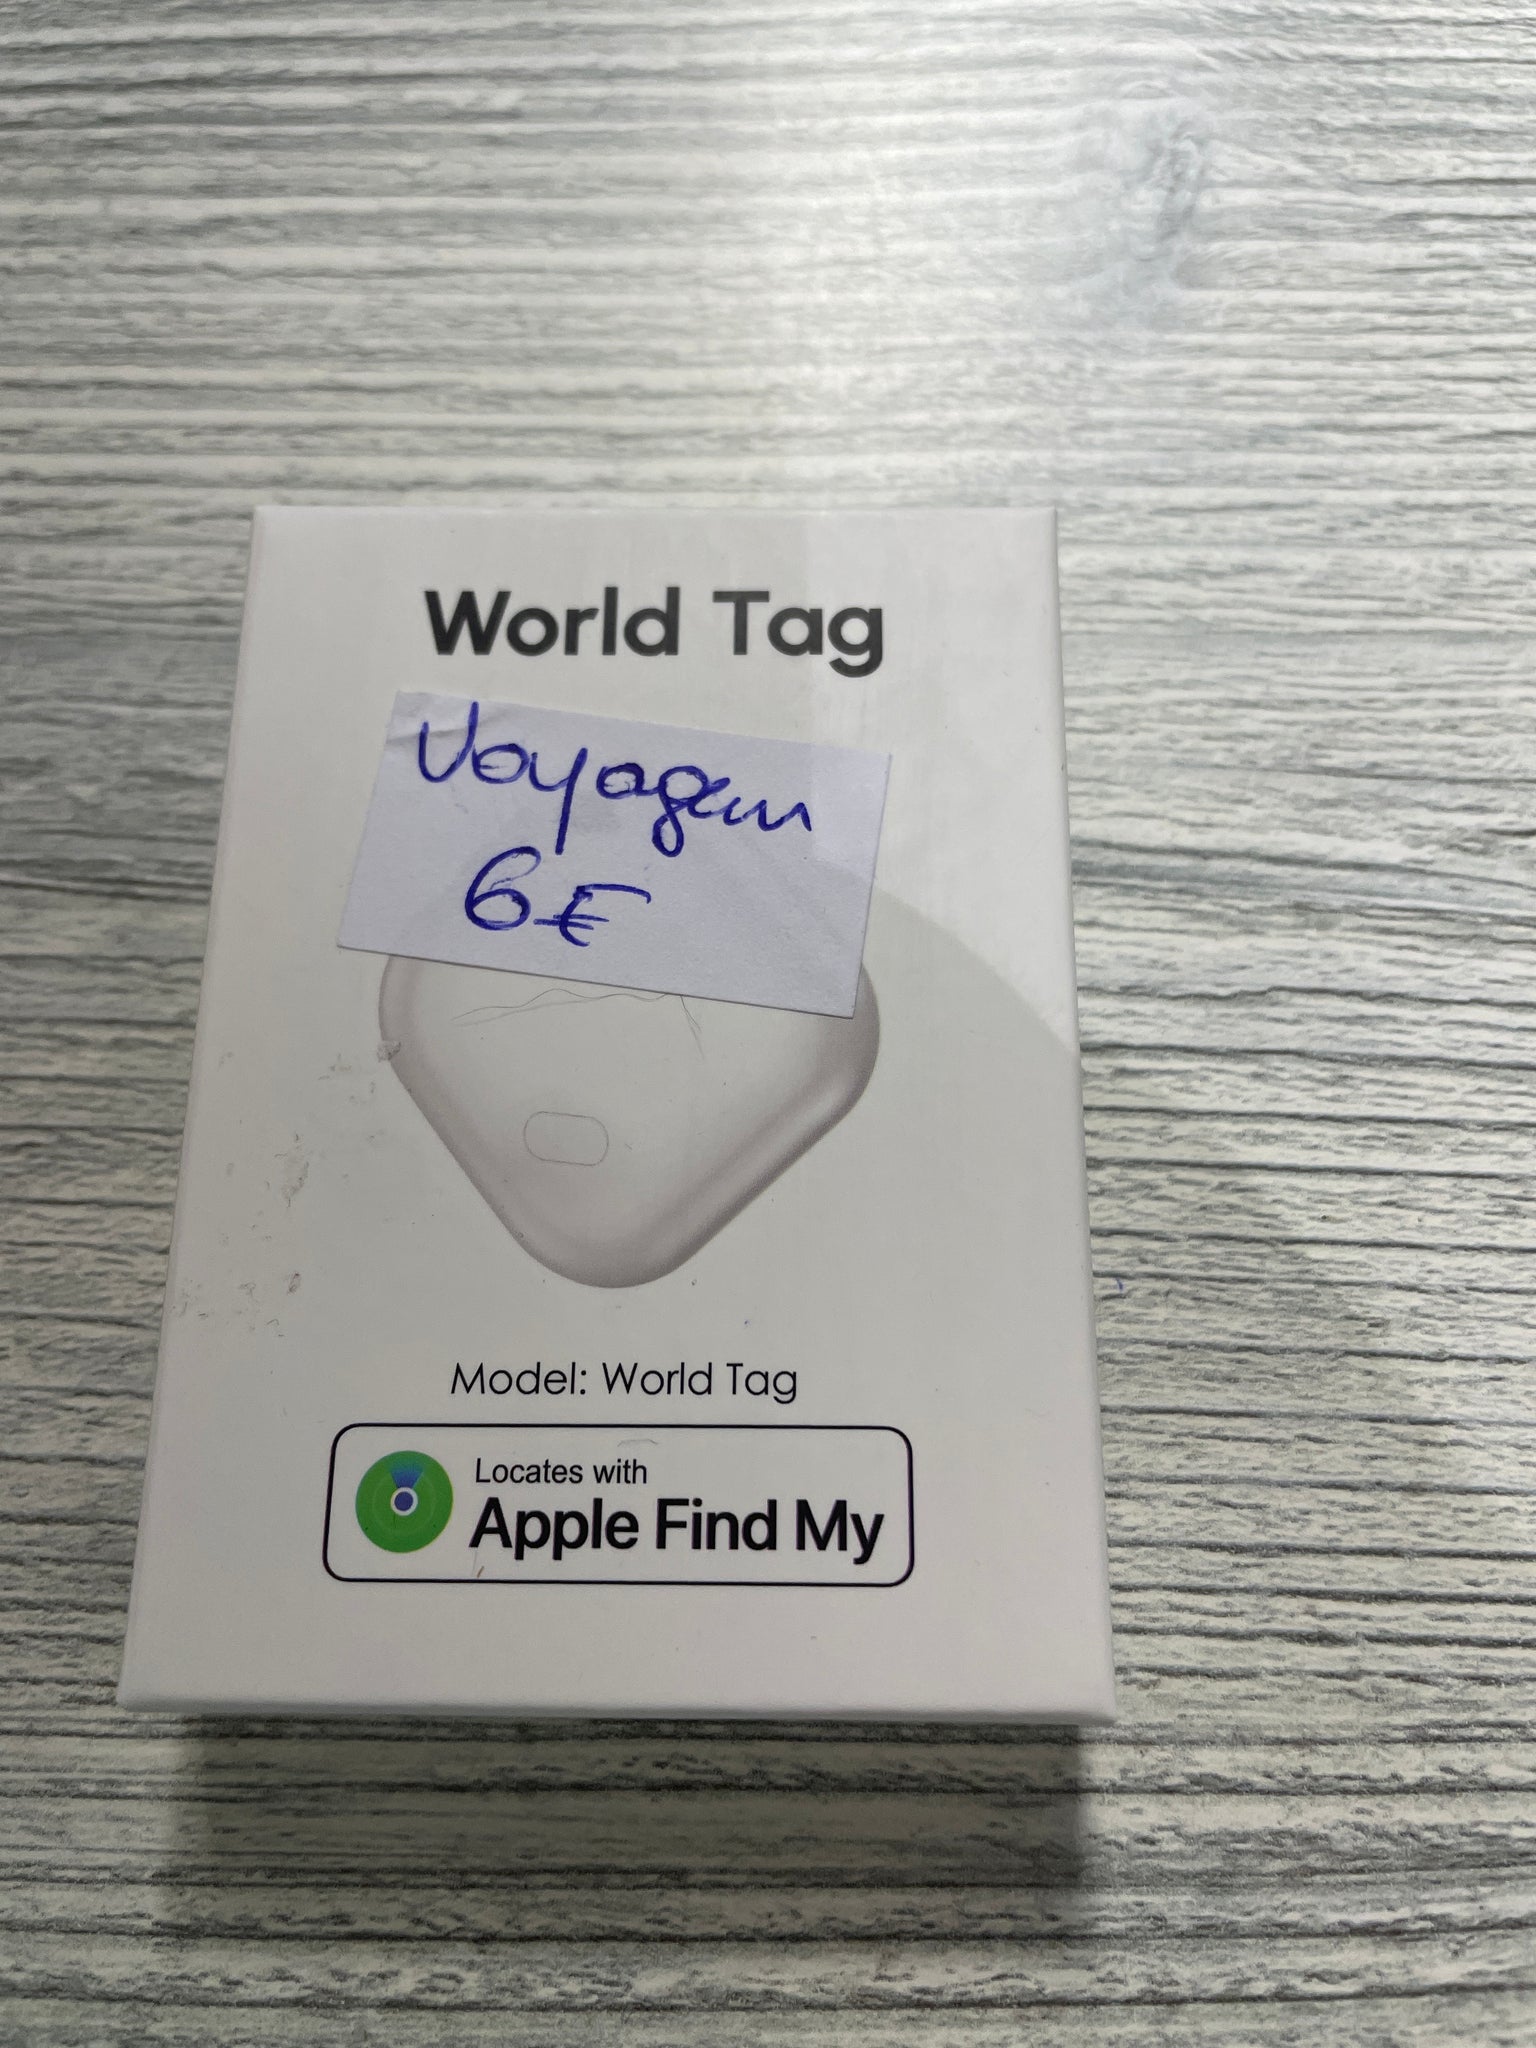 World Tag
Voyageur
6€
Model: World Tag
Locates with
Apple Find My